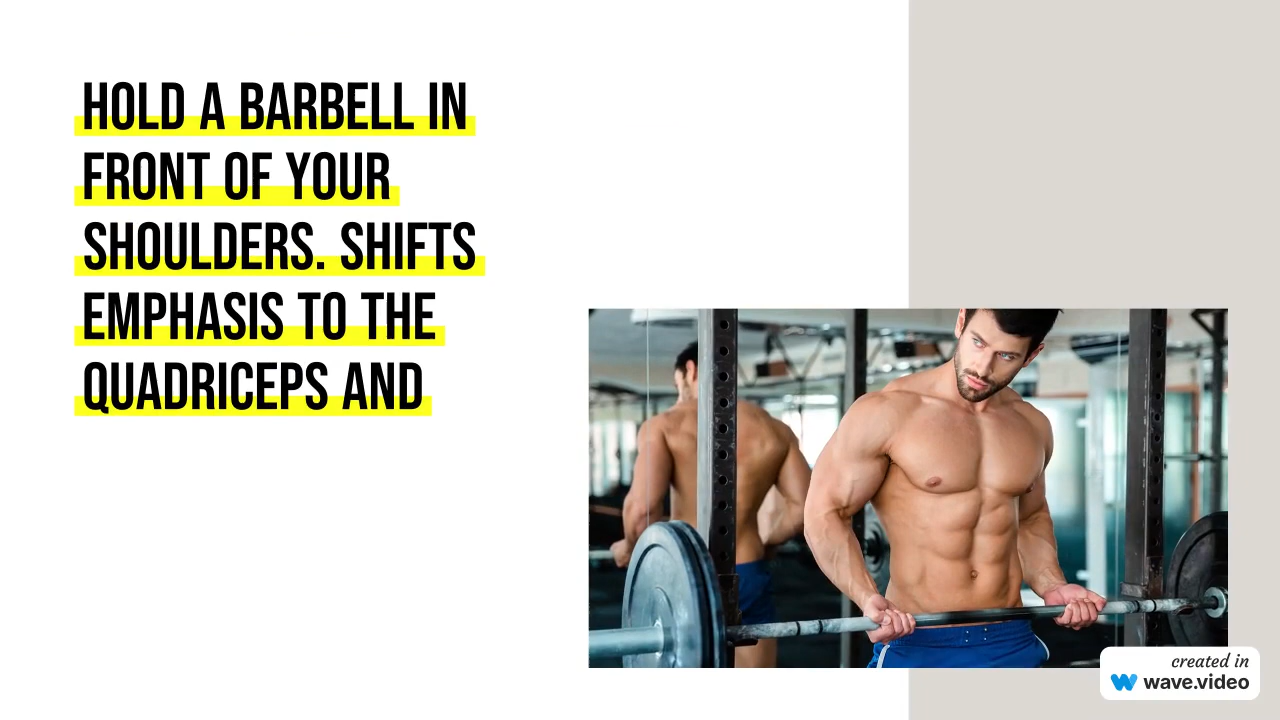 HOLD A BARBELL IN
FRONT OF YOUR
SHOULDERS. SHIFTS
EMPHASIS TO THE
QUADRICEPS AND
created in
wave.video